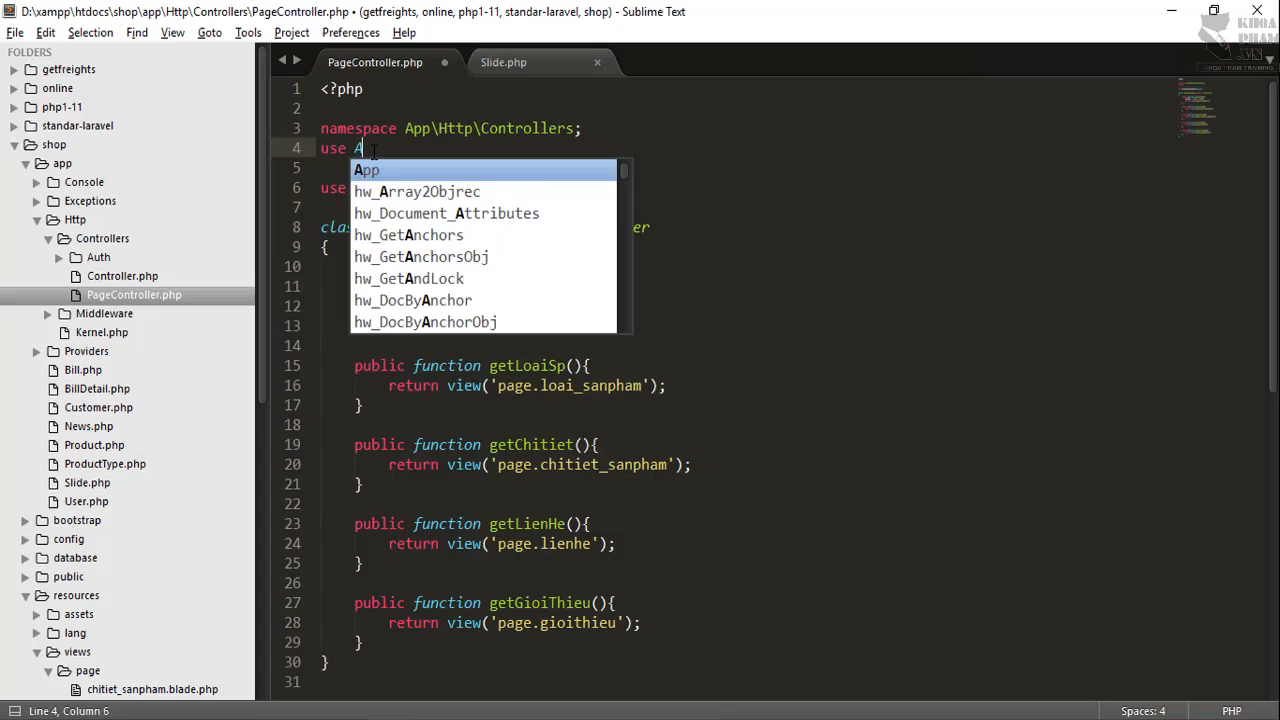 D:\xampp\htdocs\shop\app\Http\Controllers\PageController.php • (getfreights, online, php1-11, standar-laravel, shop) - Sublime Text
File Edit Selection Find View Goto Tools Project Preferences Help
KHOA
PHAM
.VN
FOLDERS
getfreights
online
php1-11
standar-laravel
shop
app
Console
Exceptions
Http
Controllers
Auth
Controller.php
PageController.php
Middleware
Kernel.php
Providers
Bill.php
BillDetail.php
Customer.php
News.php
Product.php
ProductType.php
Slide.php
User.php
bootstrap
config
database
public
resources
assets
lang
views
page
chitiet_sanpham.blade.php
PageController.php Slide.php
1 <?php
2
3 namespace App\Http\Controllers;
4 use A
5
6 use
7
8 clas er
9 {
10
11
12
13
14
App
hw_Array2Objrec
hw_Document_Attributes
hw_GetAnchors
hw_GetAnchorsObj
hw_GetAndLock
hw_DocByAnchor
hw_DocByAnchorObj
15 public function getLoaiSp(){
16 return view('page.loai_sanpham');
17 }
18
19 public function getChitiet(){
20 return view('page.chitiet_sanpham');
21 }
22
23 public function getLienHe(){
24 return view('page.lienhe');
25 }
26
27 public function getGioiThieu(){
28 return view('page.gioithieu');
29 }
30 }
31
Line 4, Column 6 Spaces: 4 PHP